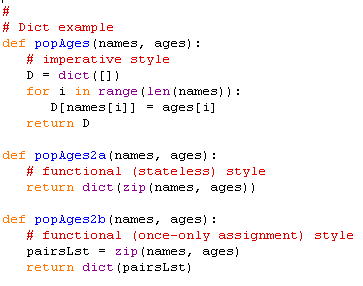 #
# Dict example
def popAges(names, ages):
   # imperative style
   D = dict([])
   for i in range(len(names)):
      D[names[i]] = ages[i]
   return D

def popAges2a(names, ages):
   # functional (stateless) style
   return dict(zip(names, ages))

def popAges2b(names, ages):
   # functional (once-only assignment) style
   pairsLst = zip(names, ages)
   return dict(pairsLst)